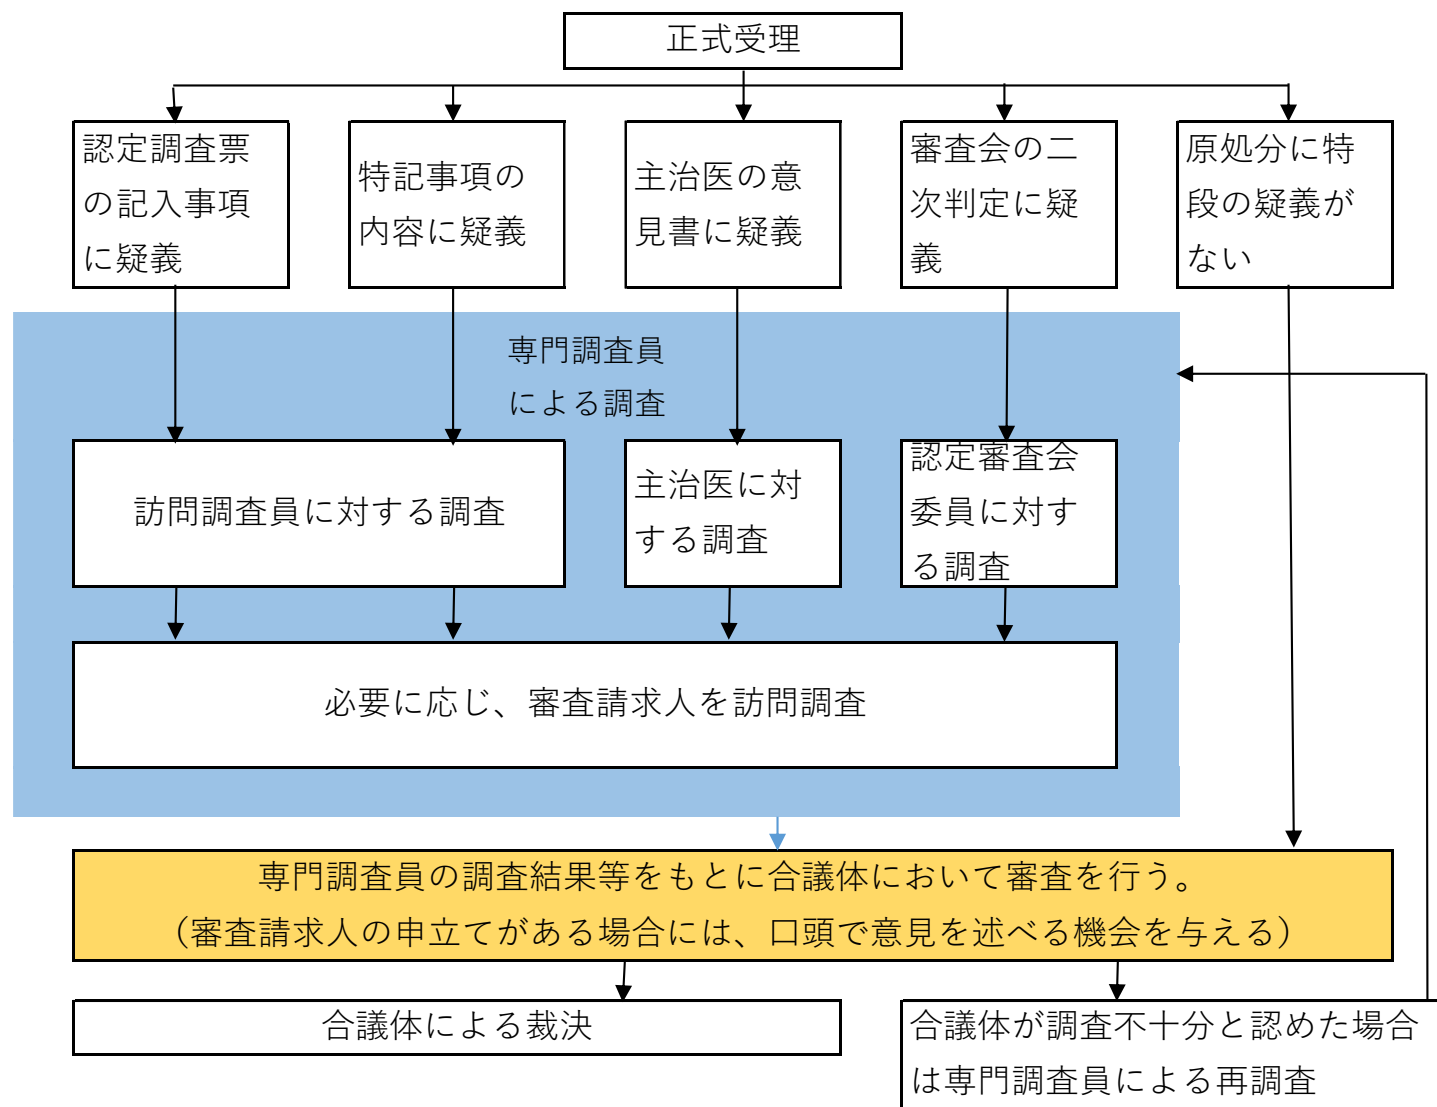 正式受理
認定調査票
の記入事項
に疑義
特記事項の
内容に疑義
主治医の意
見書に疑義
審査会の二
次判定に疑
義
原処分に特
段の疑義が
ない
専門調査員
による調査
訪問調査員に対する調査
主治医に対
する調査
認定審査会
委員に対す
る調査
必要に応じ、審査請求人を訪問調査
専門調査員の調査結果等をもとに合議体において審査を行う。
（審査請求人の申立てがある場合には、口頭で意見を述べる機会を与える）
合議体による裁決
合議体が調査不十分と認めた場合
は専門調査員による再調査